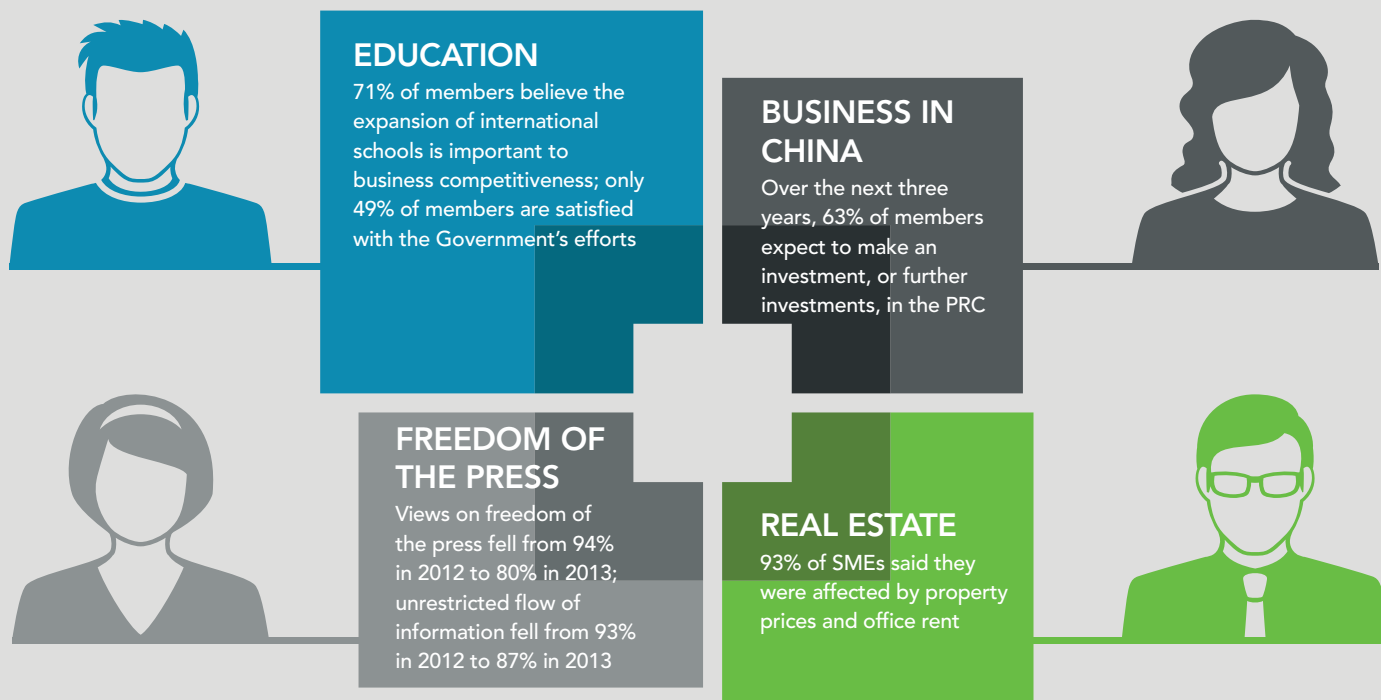 EDUCATION
71% of members believe the
expansion of international
schools is important to
business competitiveness; only
49% of members are satisfied
with the Government’s efforts
BUSINESS IN
CHINA
Over the next three
years, 63% of members
expect to make an
investment, or further
investments, in the PRC
FREEDOM OF
THE PRESS
Views on freedom of
the press fell from 94%
in 2012 to 80% in 2013;
unrestricted flow of
information fell from 93%
in 2012 to 87% in 2013
REAL ESTATE
93% of SMEs said they
were affected by property
prices and office rent